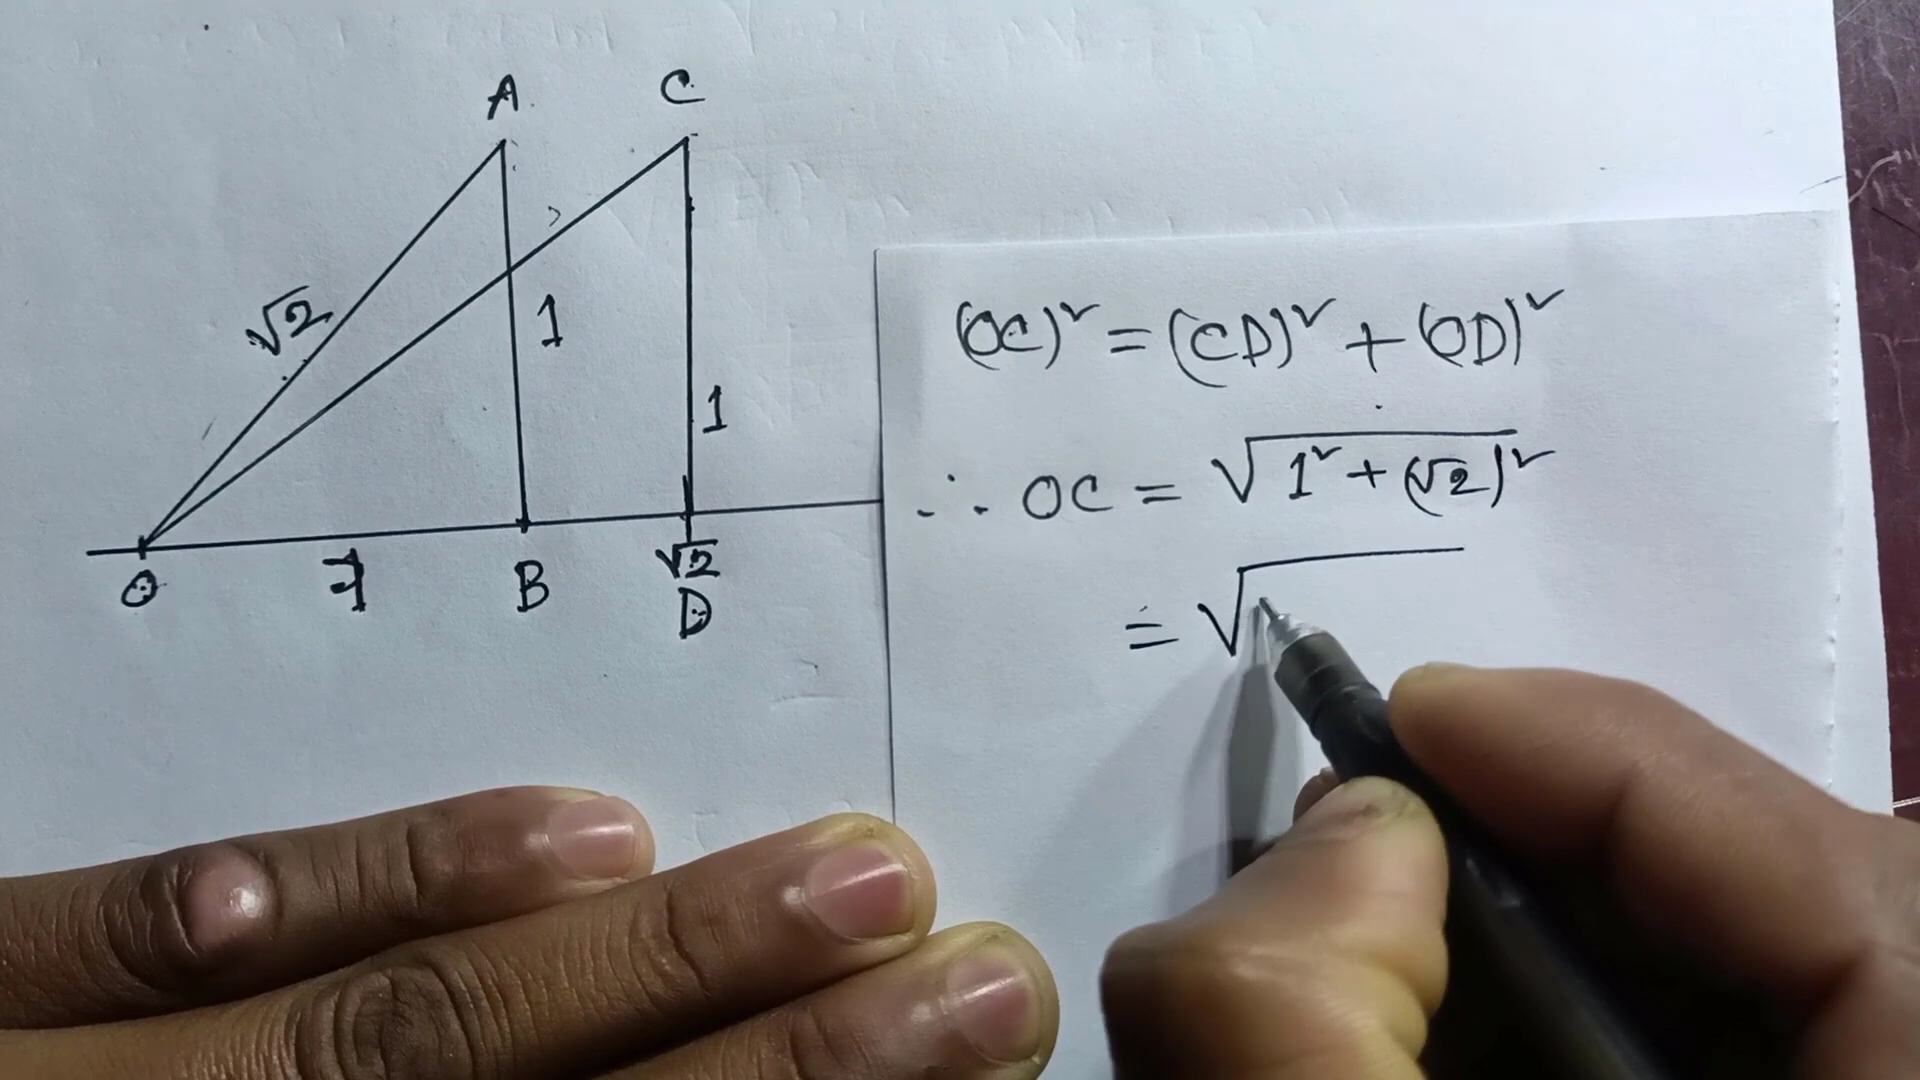 A C
√2
1
1
O 1 B √2
D
(OC)² = (CD)² + (OD)²
∴ OC = √1² + (√2)²
= √